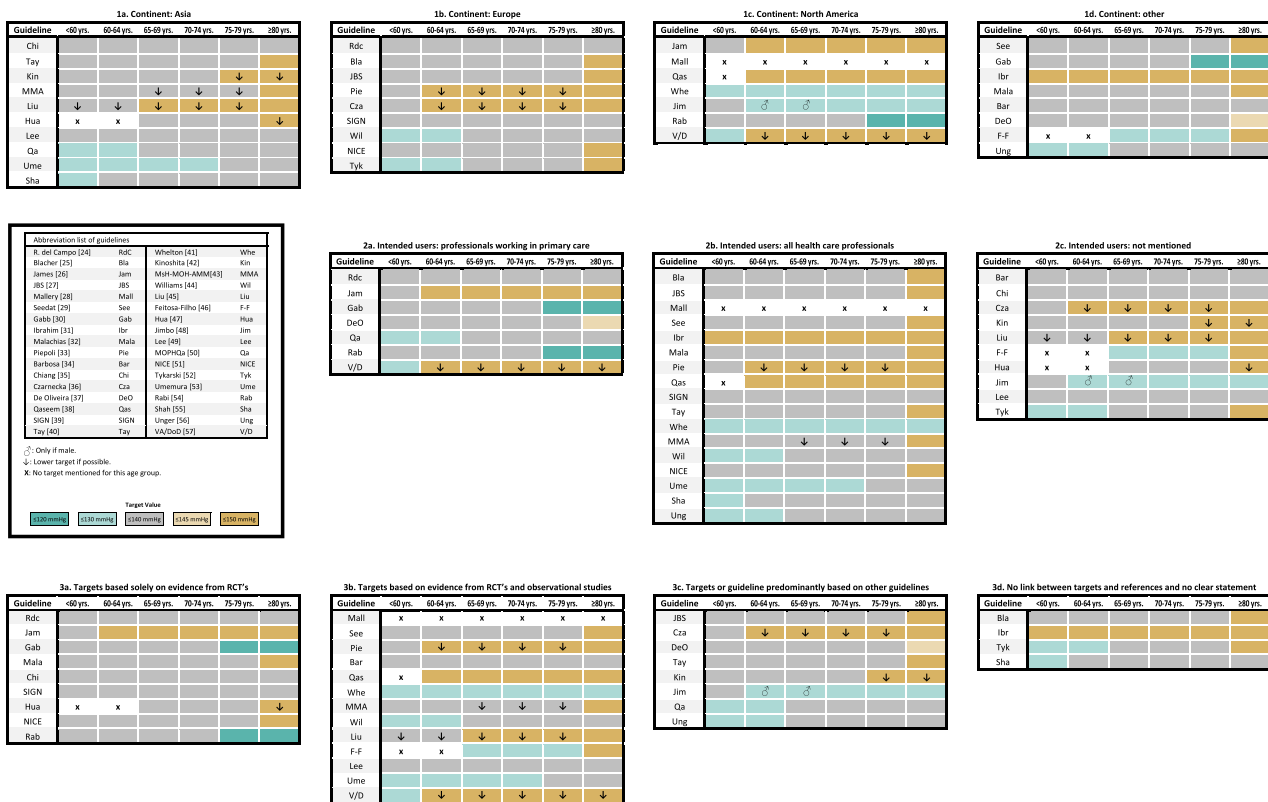 1a. Continent: Asia
Guideline <60 yrs. 60-64 yrs. 65-69 yrs. 70-74 yrs. 75-79 yrs. ≥80 yrs.
Chi
Tay
Kin ↓ ↓
MMA ↓ ↓ ↓
Liu ↓ ↓ ↓ ↓ ↓
Hua x x ↓
Lee
Qa
Ume
Sha
1b. Continent: Europe
Guideline <60 yrs. 60-64 yrs. 65-69 yrs. 70-74 yrs. 75-79 yrs. ≥80 yrs.
Rdc
Bla
JBS
Pie ↓ ↓ ↓ ↓
Cza ↓ ↓ ↓ ↓
SIGN
Wil
NICE
Tyk
1c. Continent: North America
Guideline <60 yrs. 60-64 yrs. 65-69 yrs. 70-74 yrs. 75-79 yrs. ≥80 yrs.
Jam
Mall x x x x x x
Qas x
Whe
Jim ♂ ♂
Rab
V/D ↓ ↓ ↓ ↓ ↓
1d. Continent: other
Guideline <60 yrs. 60-64 yrs. 65-69 yrs. 70-74 yrs. 75-79 yrs. ≥80 yrs.
See
Gab
Ibr
Mala
Bar
DeO
F-F x x
Ung
Abbreviation list of guidelines
R. del Campo [24] RdC Whelton [41] Whe
Blacher [25] Bla Kinoshita [42] Kin
James [26] Jam MsH-MOH-AMM[43] MMA
JBS [27] JBS Williams [44] Wil
Mallery [28] Mall Liu [45] Liu
Seedat [29] See Feitosa-Filho [46] F-F
Gabb [30] Gab Hua [47] Hua
Ibrahim [31] Ibr Jimbo [48] Jim
Malachias [32] Mala Lee [49] Lee
Piepoli [33] Pie MOPHQa [50] Qa
Barbosa [34] Bar NICE [51] NICE
Chiang [35] Chi Tykarski [52] Tyk
Czarnecka [36] Cza Umemura [53] Ume
De Oliveira [37] DeO Rabi [54] Rab
Qaseem [38] Qas Shah [55] Sha
SIGN [39] SIGN Unger [56] Ung
Tay [40] Tay VA/DoD [57] V/D
♂: Only if male.
↓: Lower target if possible.
X: No target mentioned for this age group.
Target Value
≤120 mmHg ≤130 mmHg ≤140 mmHg ≤145 mmHg ≤150 mmHg
2a. Intended users: professionals working in primary care
Guideline <60 yrs. 60-64 yrs. 65-69 yrs. 70-74 yrs. 75-79 yrs. ≥80 yrs.
Rdc
Jam
Gab
DeO
Qa
Rab
V/D ↓ ↓ ↓ ↓ ↓
2b. Intended users: all health care professionals
Guideline <60 yrs. 60-64 yrs. 65-69 yrs. 70-74 yrs. 75-79 yrs. ≥80 yrs.
Bla
JBS
Mall x x x x x x
See
Ibr
Mala
Pie ↓ ↓ ↓ ↓
Qas x
SIGN
Tay
Whe
MMA ↓ ↓ ↓
Wil
NICE
Ume
Sha
Ung
2c. Intended users: not mentioned
Guideline <60 yrs. 60-64 yrs. 65-69 yrs. 70-74 yrs. 75-79 yrs. ≥80 yrs.
Bar
Chi
Cza ↓ ↓ ↓ ↓
Kin ↓ ↓
Liu ↓ ↓ ↓ ↓ ↓
F-F x x
Hua x x ↓
Jim ♂ ♂
Lee
Tyk
3a. Targets based solely on evidence from RCT's
Guideline <60 yrs. 60-64 yrs. 65-69 yrs. 70-74 yrs. 75-79 yrs. ≥80 yrs.
Rdc
Jam
Gab
Mala
Chi
SIGN
Hua x x ↓
NICE
Rab
3b. Targets based on evidence from RCT's and observational studies
Guideline <60 yrs. 60-64 yrs. 65-69 yrs. 70-74 yrs. 75-79 yrs. ≥80 yrs.
Mall x x x x x x
See
Pie ↓ ↓ ↓ ↓
Bar
Qas x
Whe
MMA ↓ ↓ ↓
Wil
Liu ↓ ↓ ↓ ↓ ↓
F-F x x
Lee
Ume
V/D ↓ ↓ ↓ ↓ ↓
3c. Targets or guideline predominantly based on other guidelines
Guideline <60 yrs. 60-64 yrs. 65-69 yrs. 70-74 yrs. 75-79 yrs. ≥80 yrs.
JBS
Cza ↓ ↓ ↓ ↓
DeO
Tay
Kin ↓ ↓
Jim ♂ ♂
Qa
Ung
3d. No link between targets and references and no clear statement
Guideline <60 yrs. 60-64 yrs. 65-69 yrs. 70-74 yrs. 75-79 yrs. ≥80 yrs.
Bla
Ibr
Tyk
Sha